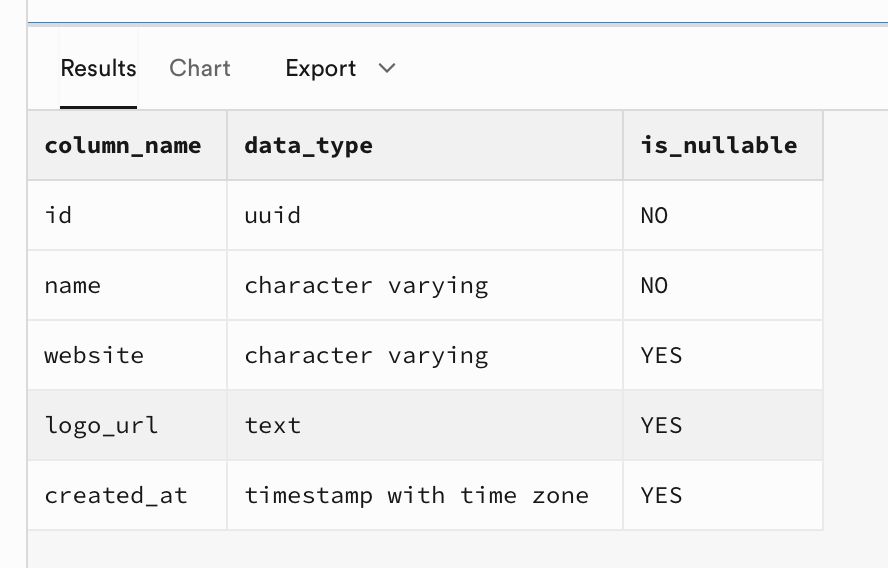 Results Chart Export
column_name data_type is_nullable
id uuid NO
name character varying NO
website character varying YES
logo_url text YES
created_at timestamp with time zone YES